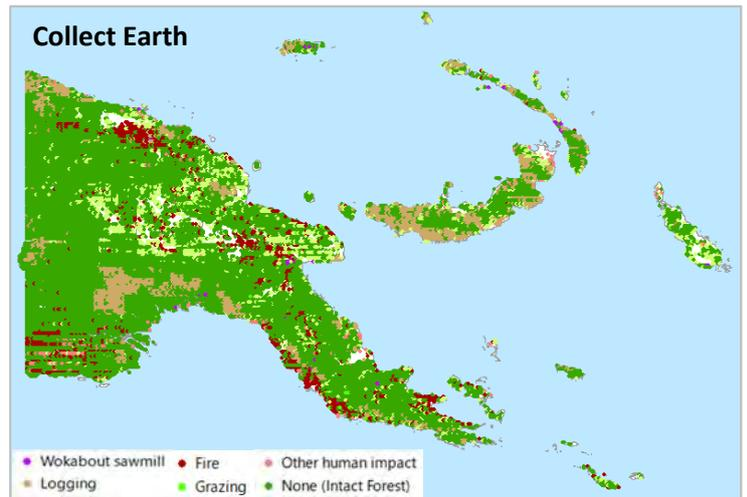 Collect Earth
Wokabout sawmill Fire Other human impact
Logging Grazing None (Intact Forest)